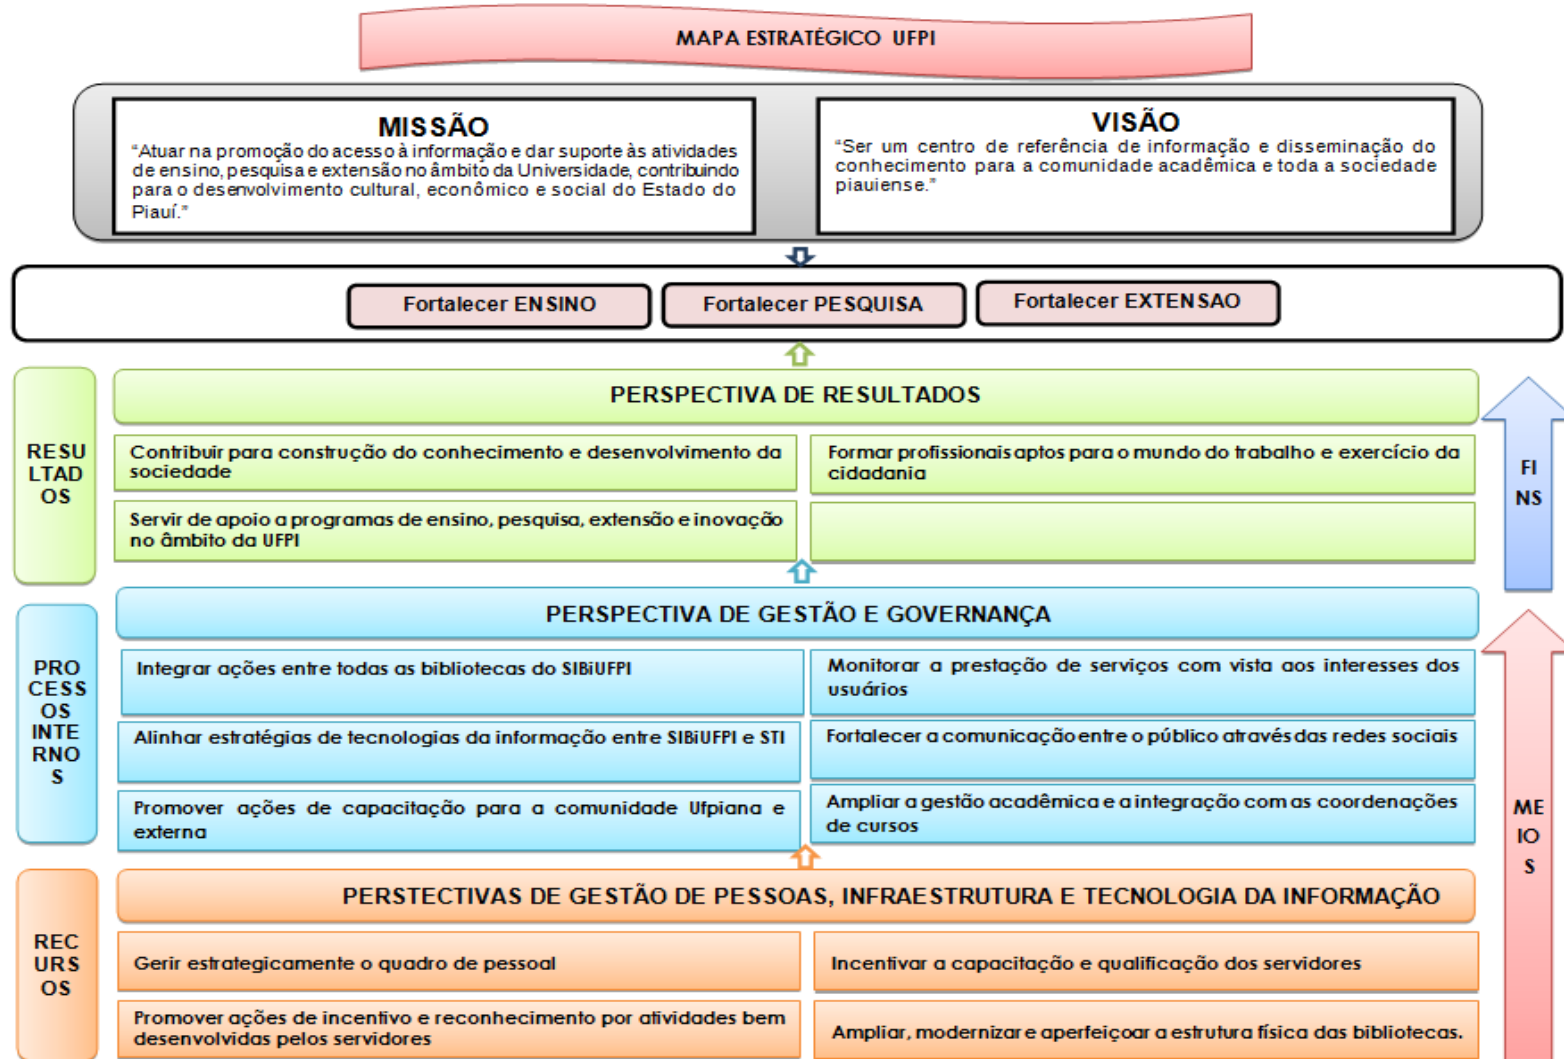 MAPA ESTRATÉGICO UFPI
MISSÃO
“Atuar na promoção do acesso à informação e dar suporte às atividades
de ensino, pesquisa e extensão no âmbito da Universidade, contribuindo
para o desenvolvimento cultural, econômico e social do Estado do
Piauí.”
VISÃO
“Ser um centro de referência de informação e disseminação do
conhecimento para a comunidade acadêmica e toda a sociedade
piauiense.”
Fortalecer ENSINO
Fortalecer PESQUISA
Fortalecer EXTENSAO
RESU
LTAD
OS
PERSPECTIVA DE RESULTADOS
Contribuir para construção do conhecimento e desenvolvimento da
sociedade
Formar profissionais aptos para o mundo do trabalho e exercício da
cidadania
Servir de apoio a programas de ensino, pesquisa, extensão e inovação
no âmbito da UFPI
FI
NS
PRO
CESS
OS
INTE
RNO
S
PERSPECTIVA DE GESTÃO E GOVERNANÇA
Integrar ações entre todas as bibliotecas do SIBiUFPI
Monitorar a prestação de serviços com vista aos interesses dos
usuários
Alinhar estratégias de tecnologias da informação entre SIBiUFPI e STI
Fortalecer a comunicação entre o público através das redes sociais
Promover ações de capacitação para a comunidade Ufpiana e
externa
Ampliar a gestão acadêmica e a integração com as coordenações
de cursos
ME
IO
S
REC
URS
OS
PERSTECTIVAS DE GESTÃO DE PESSOAS, INFRAESTRUTURA E TECNOLOGIA DA INFORMAÇÃO
Gerir estrategicamente o quadro de pessoal
Incentivar a capacitação e qualificação dos servidores
Promover ações de incentivo e reconhecimento por atividades bem
desenvolvidas pelos servidores
Ampliar, modernizar e aperfeiçoar a estrutura física das bibliotecas.